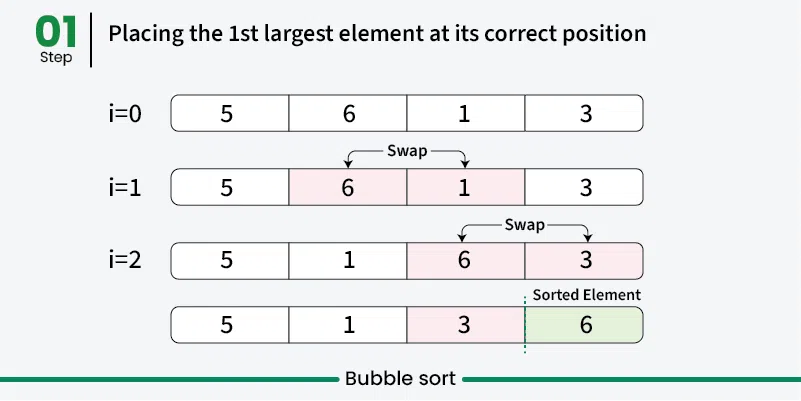 01
Step
Placing the 1st largest element at its correct position
i=0 5 6 1 3
Swap
i=1 5 6 1 3
Swap
i=2 5 1 6 3
Sorted Element
5 1 3 6
Bubble sort